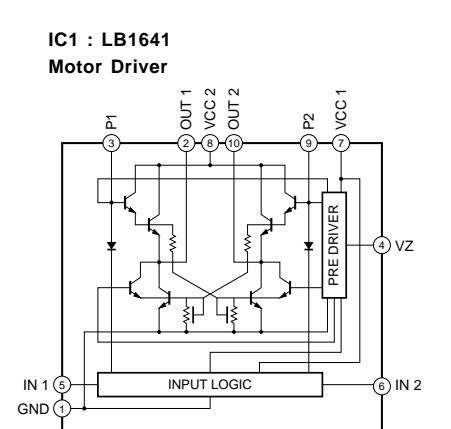 IC1 : LB1641
Motor Driver
P1
OUT 1
VCC 2
OUT 2
P2
VCC 1
3
2
8
10
9
7
PRE DRIVER
4 VZ
IN 1 5
INPUT LOGIC
6 IN 2
GND 1